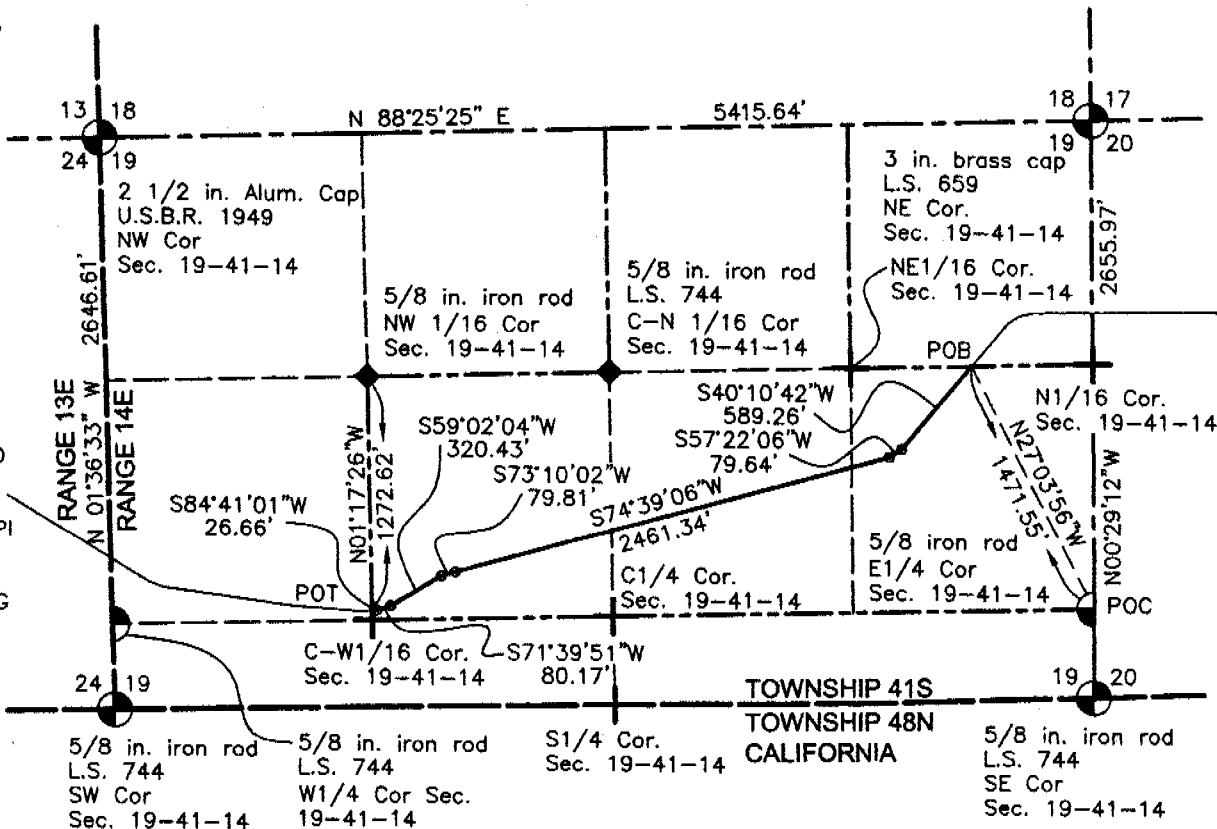 13 18
24 19
N 88°25'25" E
5415.64'
18 17
19 20
2 1/2 in. Alum. Cap
U.S.B.R. 1949
NW Cor
Sec. 19-41-14
3 in. brass cap
L.S. 659
NE Cor.
Sec. 19-41-14
2646.61'
N 01°36'33" W
2655.97'
N00°29'12"W
5/8 in. iron rod
NW 1/16 Cor
Sec. 19-41-14
5/8 in. iron rod
L.S. 744
C-N 1/16 Cor
Sec. 19-41-14
NE1/16 Cor.
Sec. 19-41-14
POB
N1/16 Cor.
Sec. 19-41-14
RANGE 13E
RANGE 14E
N01°17'26"W
1272.62'
S59°02'04"W
320.43'
S73°10'02"W
79.81'
S40°10'42"W
589.26'
S57°22'06"W
79.64'
S74°39'06"W
2461.34'
N27°03'56"W
1471.55'
S84°41'01"W
26.66'
PI
G
POT
C1/4 Cor.
Sec. 19-41-14
5/8 iron rod
E1/4 Cor
Sec. 19-41-14
POC
C-W1/16 Cor.
Sec. 19-41-14
S71°39'51"W
80.17'
24 19
19 20
TOWNSHIP 41S
TOWNSHIP 48N
CALIFORNIA
5/8 in. iron rod
L.S. 744
SW Cor
Sec. 19-41-14
5/8 in. iron rod
L.S. 744
W1/4 Cor Sec.
19-41-14
S1/4 Cor.
Sec. 19-41-14
5/8 in. iron rod
L.S. 744
SE Cor
Sec. 19-41-14